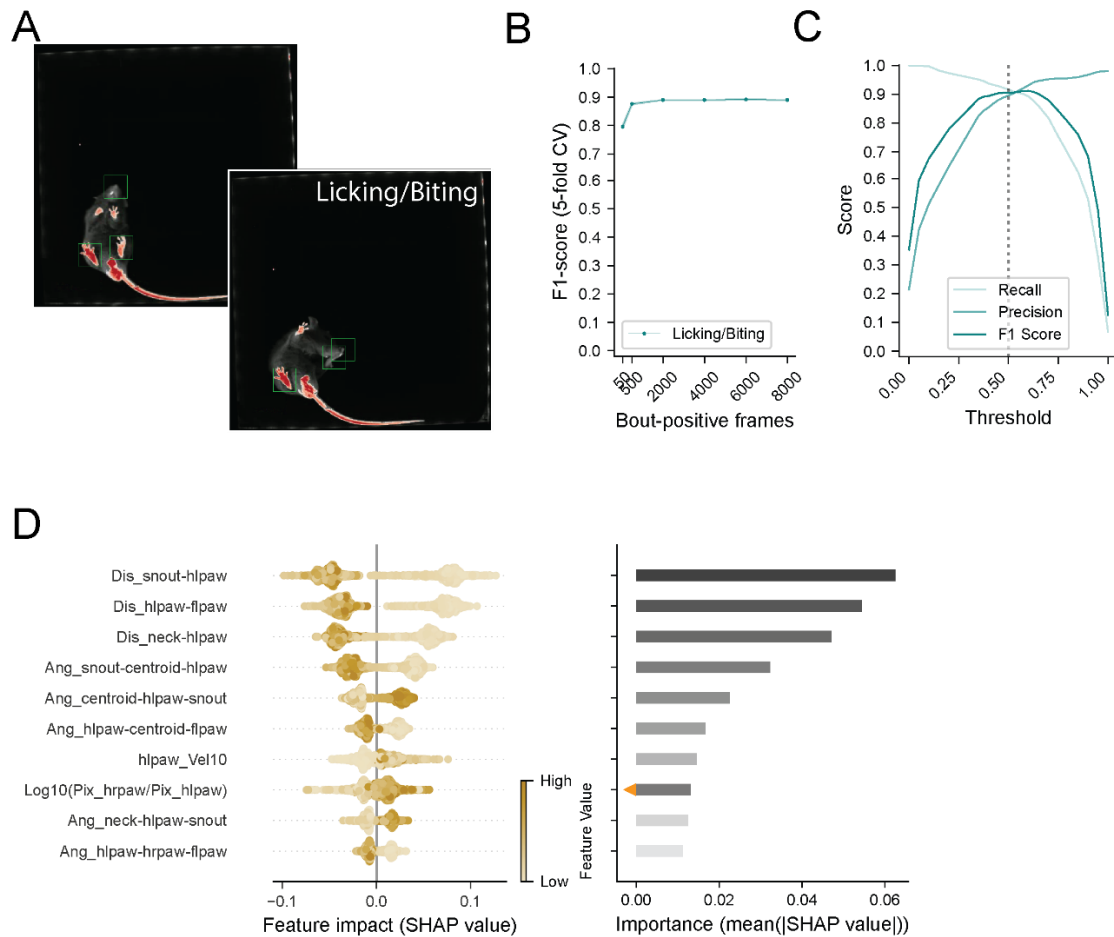 A
Licking/Biting
B
F1-score (5-fold CV)
1.0
0.9
0.8
0.7
0.6
0.5
0.4
0.3
0.2
0.1
0.0
Licking/Biting
50
500
2000
4000
6000
8000
Bout-positive frames
C
Score
1.0
0.9
0.8
0.7
0.6
0.5
0.4
0.3
0.2
0.1
0.0
Recall
Precision
F1 Score
0.00
0.25
0.50
0.75
1.00
Threshold
D
Dis_snout-hlpaw
Dis_hlpaw-flpaw
Dis_neck-hlpaw
Ang_snout-centroid-hlpaw
Ang_centroid-hlpaw-snout
Ang_hlpaw-centroid-flpaw
hlpaw_Vel10
Log10(Pix_hrpaw/Pix_hlpaw)
Ang_neck-hlpaw-snout
Ang_hlpaw-hrpaw-flpaw
−0.1 0.0 0.1
Feature impact (SHAP value)
High
Low
Feature Value
0.00 0.02 0.04 0.06
Importance (mean(|SHAP value|))